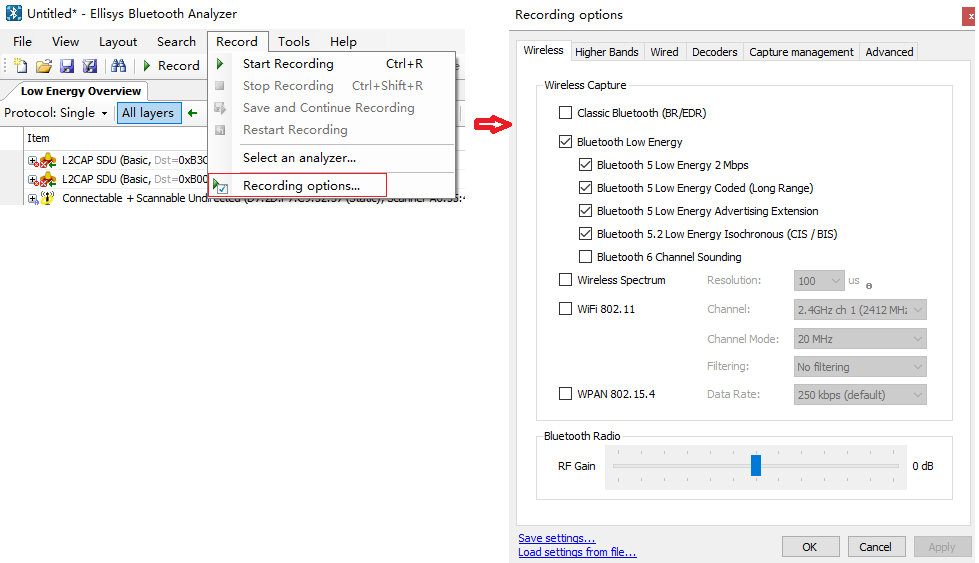 Untitled* - Ellisys Bluetooth Analyzer
File View Layout Search Record Tools Help
Record
Low Energy Overview
Protocol: Single All layers
Item
L2CAP SDU (Basic, Dst=0xB3C
L2CAP SDU (Basic, Dst=0xB00
Connectable + Scannable
Start Recording Ctrl+R
Stop Recording Ctrl+Shift+R
Save and Continue Recording
Restart Recording
Select an analyzer...
Recording options...
Recording options
x
Wireless Higher Bands Wired Decoders Capture management Advanced
Wireless Capture
Classic Bluetooth (BR/EDR)
Bluetooth Low Energy
Bluetooth 5 Low Energy 2 Mbps
Bluetooth 5 Low Energy Coded (Long Range)
Bluetooth 5 Low Energy Advertising Extension
Bluetooth 5.2 Low Energy Isochronous (CIS / BIS)
Bluetooth 6 Channel Sounding
Wireless Spectrum Resolution: 100 us
WiFi 802.11 Channel: 2.4GHz ch 1 (2412 MHz
Channel Mode: 20 MHz
Filtering: No filtering
WPAN 802.15.4 Data Rate: 250 kbps (default)
Bluetooth Radio
RF Gain 0 dB
Save settings...
Load settings from file...
OK Cancel Apply